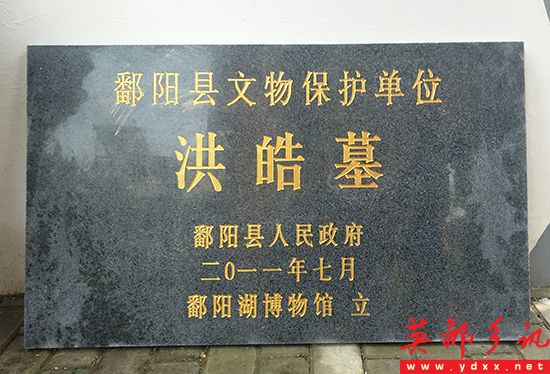 鄱阳县文物保护单位
洪皓墓
鄱阳县人民政府
二〇一一年七月
鄱阳湖博物馆 立
英都乡讯
www.ydxx.net